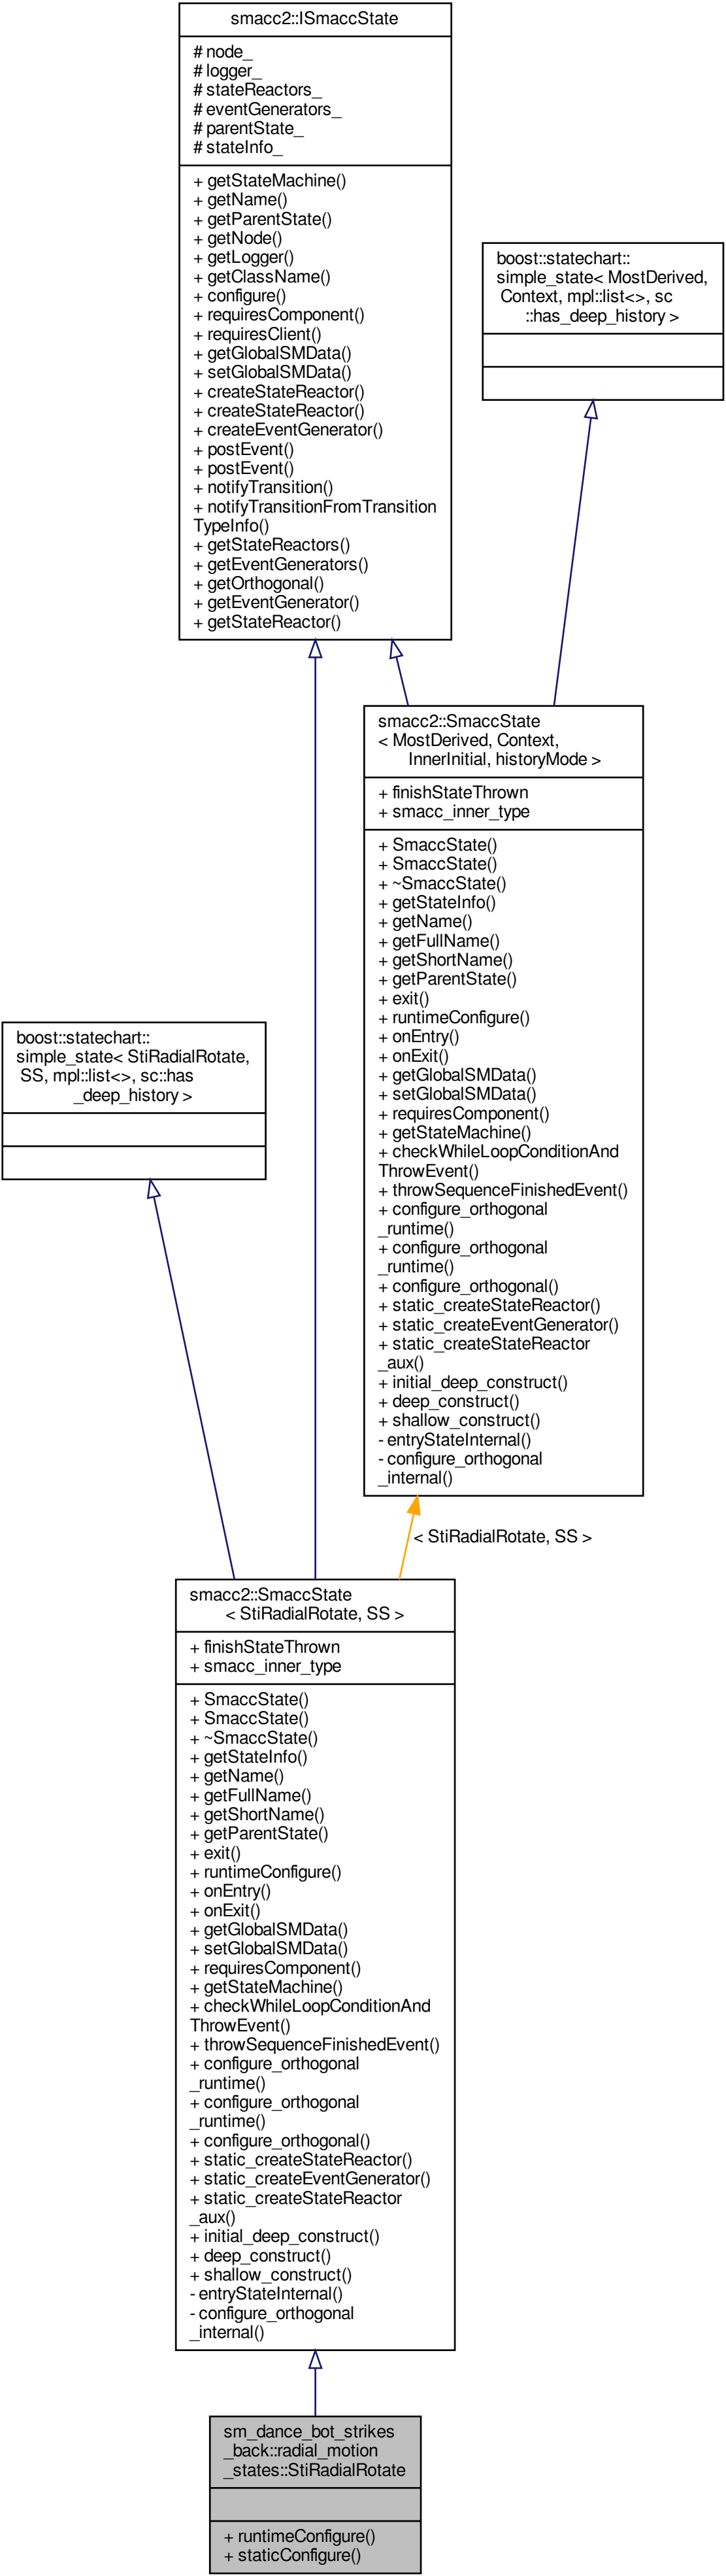 smacc2::ISmaccState
# node_
# logger_
# stateReactors_
# eventGenerators_
# parentState_
# stateInfo_
+ getStateMachine()
+ getName()
+ getParentState()
+ getNode()
+ getLogger()
+ getClassName()
+ configure()
+ requiresComponent()
+ requiresClient()
+ getGlobalSMData()
+ setGlobalSMData()
+ createStateReactor()
+ createStateReactor()
+ createEventGenerator()
+ postEvent()
+ postEvent()
+ notifyTransition()
+ notifyTransitionFromTransition
TypeInfo()
+ getStateReactors()
+ getEventGenerators()
+ getOrthogonal()
+ getEventGenerator()
+ getStateReactor()
boost::statechart::
simple_state< MostDerived,
Context, mpl::list<>, sc
::has_deep_history >
smacc2::SmaccState
< MostDerived, Context,
InnerInitial, historyMode >
+ finishStateThrown
+ smacc_inner_type
+ SmaccState()
+ SmaccState()
+ ~SmaccState()
+ getStateInfo()
+ getName()
+ getFullName()
+ getShortName()
+ getParentState()
+ exit()
+ runtimeConfigure()
+ onEntry()
+ onExit()
+ getGlobalSMData()
+ setGlobalSMData()
+ requiresComponent()
+ getStateMachine()
+ checkWhileLoopConditionAnd
ThrowEvent()
+ throwSequenceFinishedEvent()
+ configure_orthogonal
_runtime()
+ configure_orthogonal
_runtime()
+ configure_orthogonal()
+ static_createStateReactor()
+ static_createEventGenerator()
+ static_createStateReactor
_aux()
+ initial_deep_construct()
+ deep_construct()
+ shallow_construct()
- entryStateInternal()
- configure_orthogonal
_internal()
boost::statechart::
simple_state< StiRadialRotate,
SS, mpl::list<>, sc::has
_deep_history >
< StiRadialRotate, SS >
smacc2::SmaccState
< StiRadialRotate, SS >
+ finishStateThrown
+ smacc_inner_type
+ SmaccState()
+ SmaccState()
+ ~SmaccState()
+ getStateInfo()
+ getName()
+ getFullName()
+ getShortName()
+ getParentState()
+ exit()
+ runtimeConfigure()
+ onEntry()
+ onExit()
+ getGlobalSMData()
+ setGlobalSMData()
+ requiresComponent()
+ getStateMachine()
+ checkWhileLoopConditionAnd
ThrowEvent()
+ throwSequenceFinishedEvent()
+ configure_orthogonal
_runtime()
+ configure_orthogonal
_runtime()
+ configure_orthogonal()
+ static_createStateReactor()
+ static_createEventGenerator()
+ static_createStateReactor
_aux()
+ initial_deep_construct()
+ deep_construct()
+ shallow_construct()
- entryStateInternal()
- configure_orthogonal
_internal()
sm_dance_bot_strikes
_back::radial_motion
_states::StiRadialRotate
+ runtimeConfigure()
+ staticConfigure()